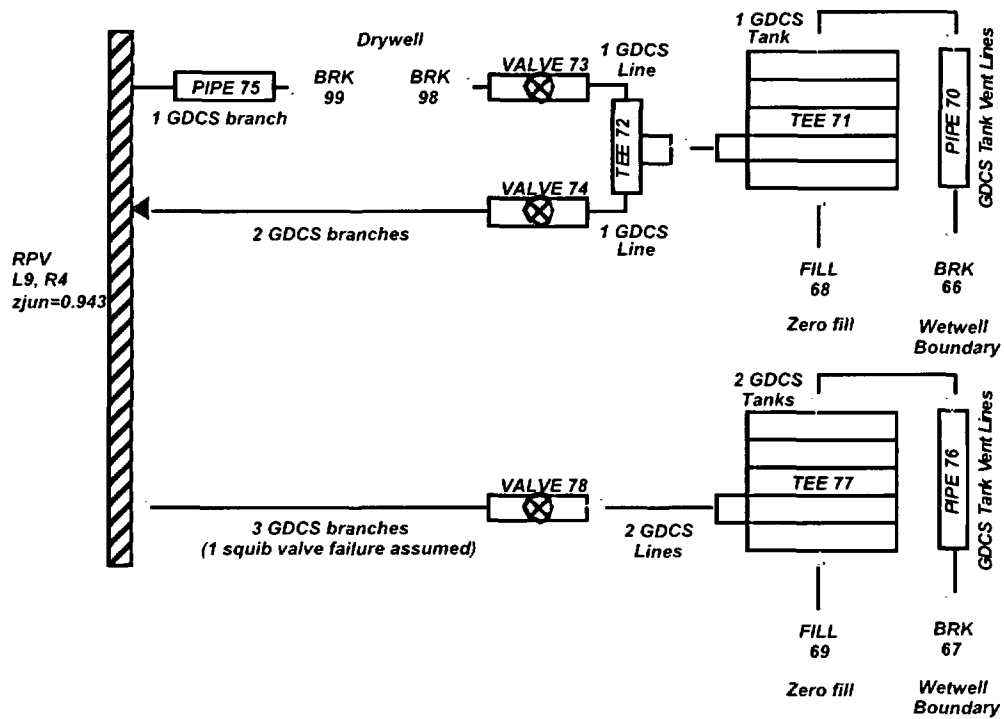 1 GDCS
Tank
Drywell
1 GDCS
Line
VALVE 73
BRK
99
BRK
98
PIPE 75
1 GDCS branch
TEE 72
TEE 71
PIPE 70
GDCS Tank Vent Lines
VALVE 74
2 GDCS branches
1 GDCS
Line
RPV
L9, R4
zjun=0.943
FILL
68
BRK
66
Zero fill
Wetwell
Boundary
2 GDCS
Tanks
VALVE 78
TEE 77
PIPE 76
GDCS Tank Vent Lines
3 GDCS branches
(1 squib valve failure assumed)
2 GDCS
Lines
FILL
69
BRK
67
Zero fill
Wetwell
Boundary